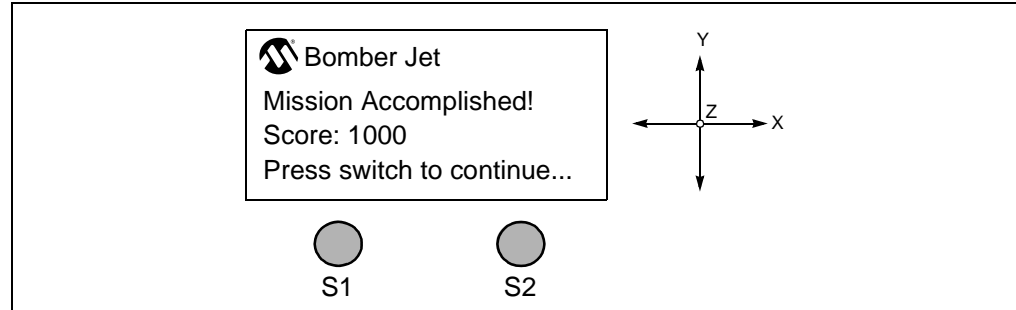 Bomber Jet
Mission Accomplished!
Score: 1000
Press switch to continue...
Y
Z
X
S1
S2